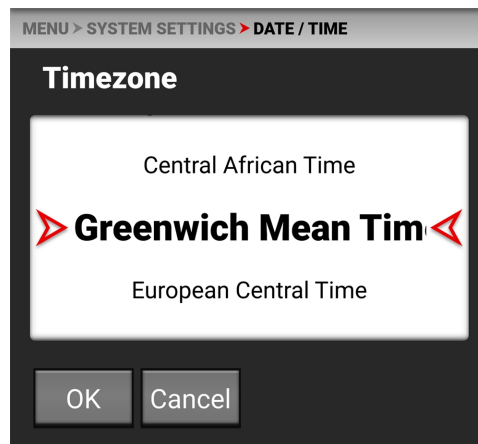 MENU > SYSTEM SETTINGS > DATE / TIME
Timezone
Central African Time
Greenwich Mean Tim
European Central Time
OK
Cancel